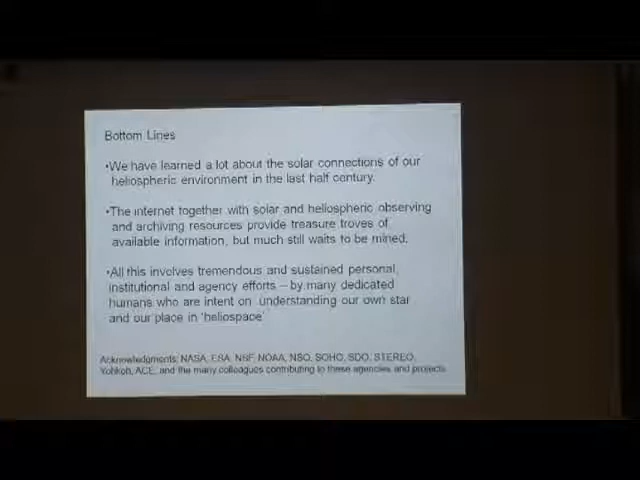 Bottom Lines
•We have learned a lot about the solar connections of our
heliospheric environment in the last half century.
•The internet together with solar and heliospheric observing
and archiving resources provide treasure troves of
available information, but much still waits to be mined.
•All this involves tremendous and sustained personal,
institutional and agency efforts – by many dedicated
humans who are intent on understanding our own star
and our place in 'heliospace'
Acknowledgments: NASA, ESA, NSF, NOAA, NSO, SOHO, SDO, STEREO,
Yohkoh, ACE, and the many colleagues contributing to these agencies and projects